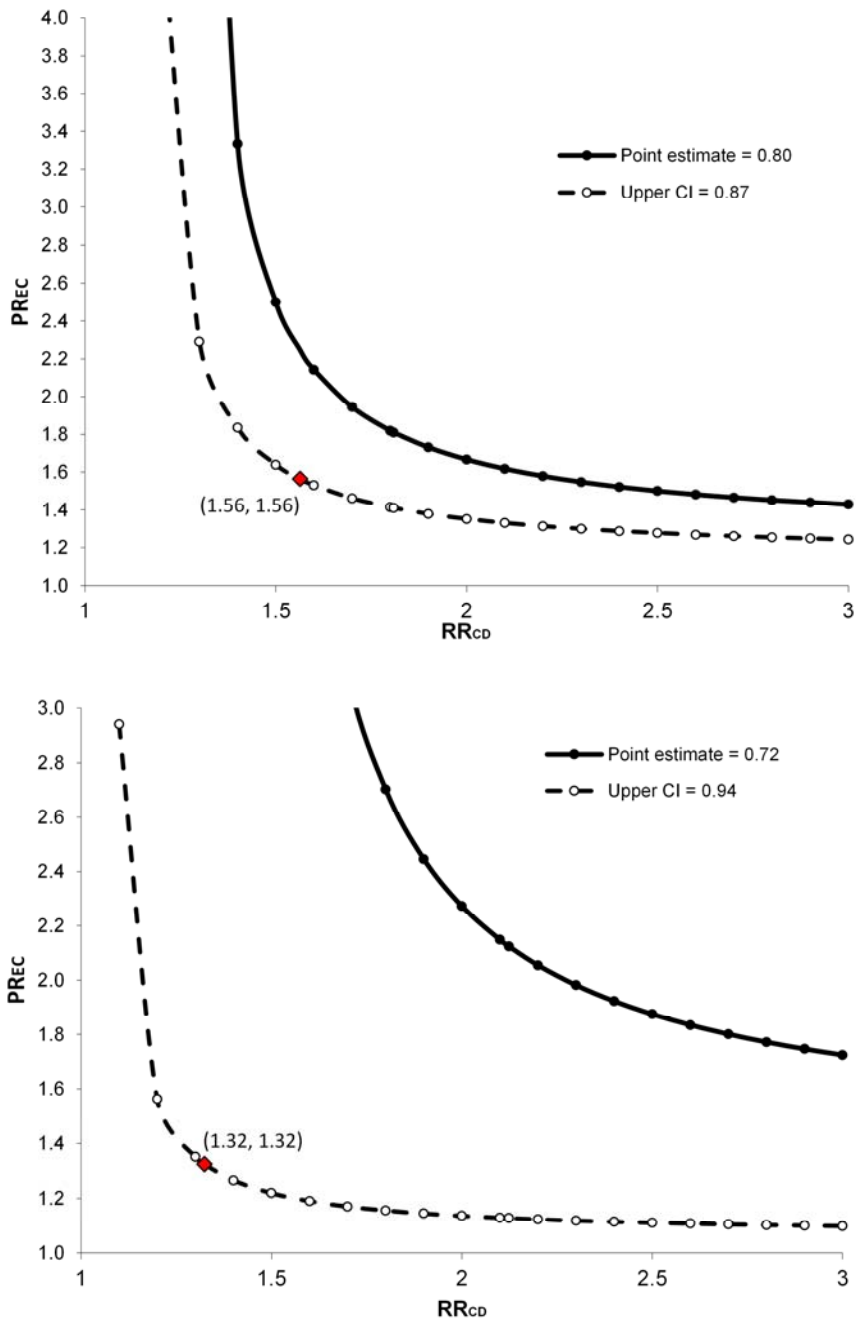 4.0
3.8
3.6
3.4
3.2
3.0
2.8
2.6
2.4
2.2
2.0
1.8
1.6
1.4
1.2
1.0
PREC
Point estimate = 0.80
Upper CI = 0.87
(1.56, 1.56)
1 1.5 2 2.5 3
RRCD
3.0
2.8
2.6
2.4
2.2
2.0
1.8
1.6
1.4
1.2
1.0
PREC
Point estimate = 0.72
Upper CI = 0.94
(1.32, 1.32)
1 1.5 2 2.5 3
RRCD